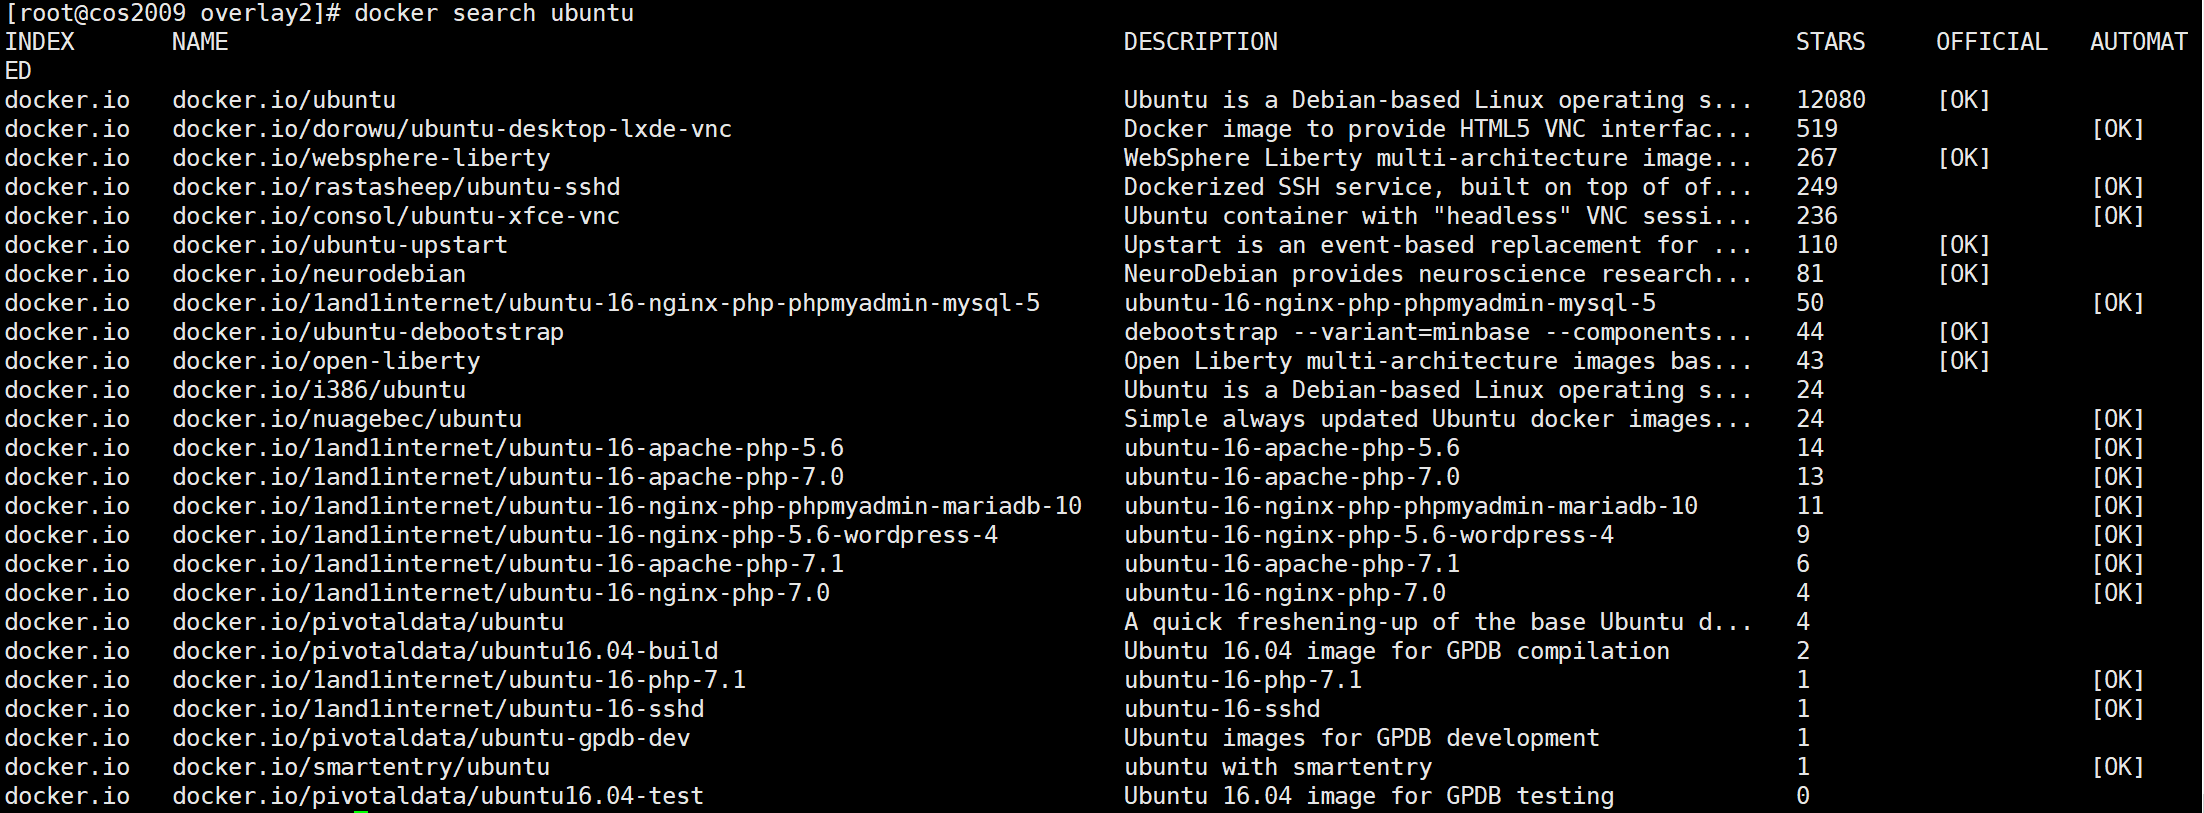 [root@cos2009 overlay2]# docker search ubuntu
INDEX       NAME                                                                DESCRIPTION                                     STARS     OFFICIAL   AUTOMAT
ED
docker.io   docker.io/ubuntu                                                    Ubuntu is a Debian-based Linux operating s...   12080     [OK]
docker.io   docker.io/dorowu/ubuntu-desktop-lxde-vnc                            Docker image to provide HTML5 VNC interfac...   519                  [OK]
docker.io   docker.io/websphere-liberty                                         WebSphere Liberty multi-architecture image...   267       [OK]
docker.io   docker.io/rastasheep/ubuntu-sshd                                    Dockerized SSH service, built on top of of...   249                  [OK]
docker.io   docker.io/consol/ubuntu-xfce-vnc                                    Ubuntu container with "headless" VNC sessi...   236                  [OK]
docker.io   docker.io/ubuntu-upstart                                            Upstart is an event-based replacement for ...   110       [OK]
docker.io   docker.io/neurodebian                                               NeuroDebian provides neuroscience research...   81        [OK]
docker.io   docker.io/1and1internet/ubuntu-16-nginx-php-phpmyadmin-mysql-5      ubuntu-16-nginx-php-phpmyadmin-mysql-5          50                   [OK]
docker.io   docker.io/ubuntu-debootstrap                                        debootstrap --variant=minbase --components...   44        [OK]
docker.io   docker.io/open-liberty                                              Open Liberty multi-architecture images bas...   43        [OK]
docker.io   docker.io/i386/ubuntu                                               Ubuntu is a Debian-based Linux operating s...   24
docker.io   docker.io/nuagebec/ubuntu                                           Simple always updated Ubuntu docker images...   24                   [OK]
docker.io   docker.io/1and1internet/ubuntu-16-apache-php-5.6                    ubuntu-16-apache-php-5.6                        14                   [OK]
docker.io   docker.io/1and1internet/ubuntu-16-apache-php-7.0                    ubuntu-16-apache-php-7.0                        13                   [OK]
docker.io   docker.io/1and1internet/ubuntu-16-nginx-php-phpmyadmin-mariadb-10   ubuntu-16-nginx-php-phpmyadmin-mariadb-10       11                   [OK]
docker.io   docker.io/1and1internet/ubuntu-16-nginx-php-5.6-wordpress-4         ubuntu-16-nginx-php-5.6-wordpress-4             9                    [OK]
docker.io   docker.io/1and1internet/ubuntu-16-apache-php-7.1                    ubuntu-16-apache-php-7.1                        6                    [OK]
docker.io   docker.io/1and1internet/ubuntu-16-nginx-php-7.0                     ubuntu-16-nginx-php-7.0                         4                    [OK]
docker.io   docker.io/pivotaldata/ubuntu                                        A quick freshening-up of the base Ubuntu d...   4
docker.io   docker.io/pivotaldata/ubuntu16.04-build                             Ubuntu 16.04 image for GPDB compilation         2
docker.io   docker.io/1and1internet/ubuntu-16-php-7.1                           ubuntu-16-php-7.1                               1                    [OK]
docker.io   docker.io/1and1internet/ubuntu-16-sshd                              ubuntu-16-sshd                                  1                    [OK]
docker.io   docker.io/pivotaldata/ubuntu-gpdb-dev                               Ubuntu images for GPDB development              1
docker.io   docker.io/smartentry/ubuntu                                         ubuntu with smartentry                          1                    [OK]
docker.io   docker.io/pivotaldata/ubuntu16.04-test                              Ubuntu 16.04 image for GPDB testing             0